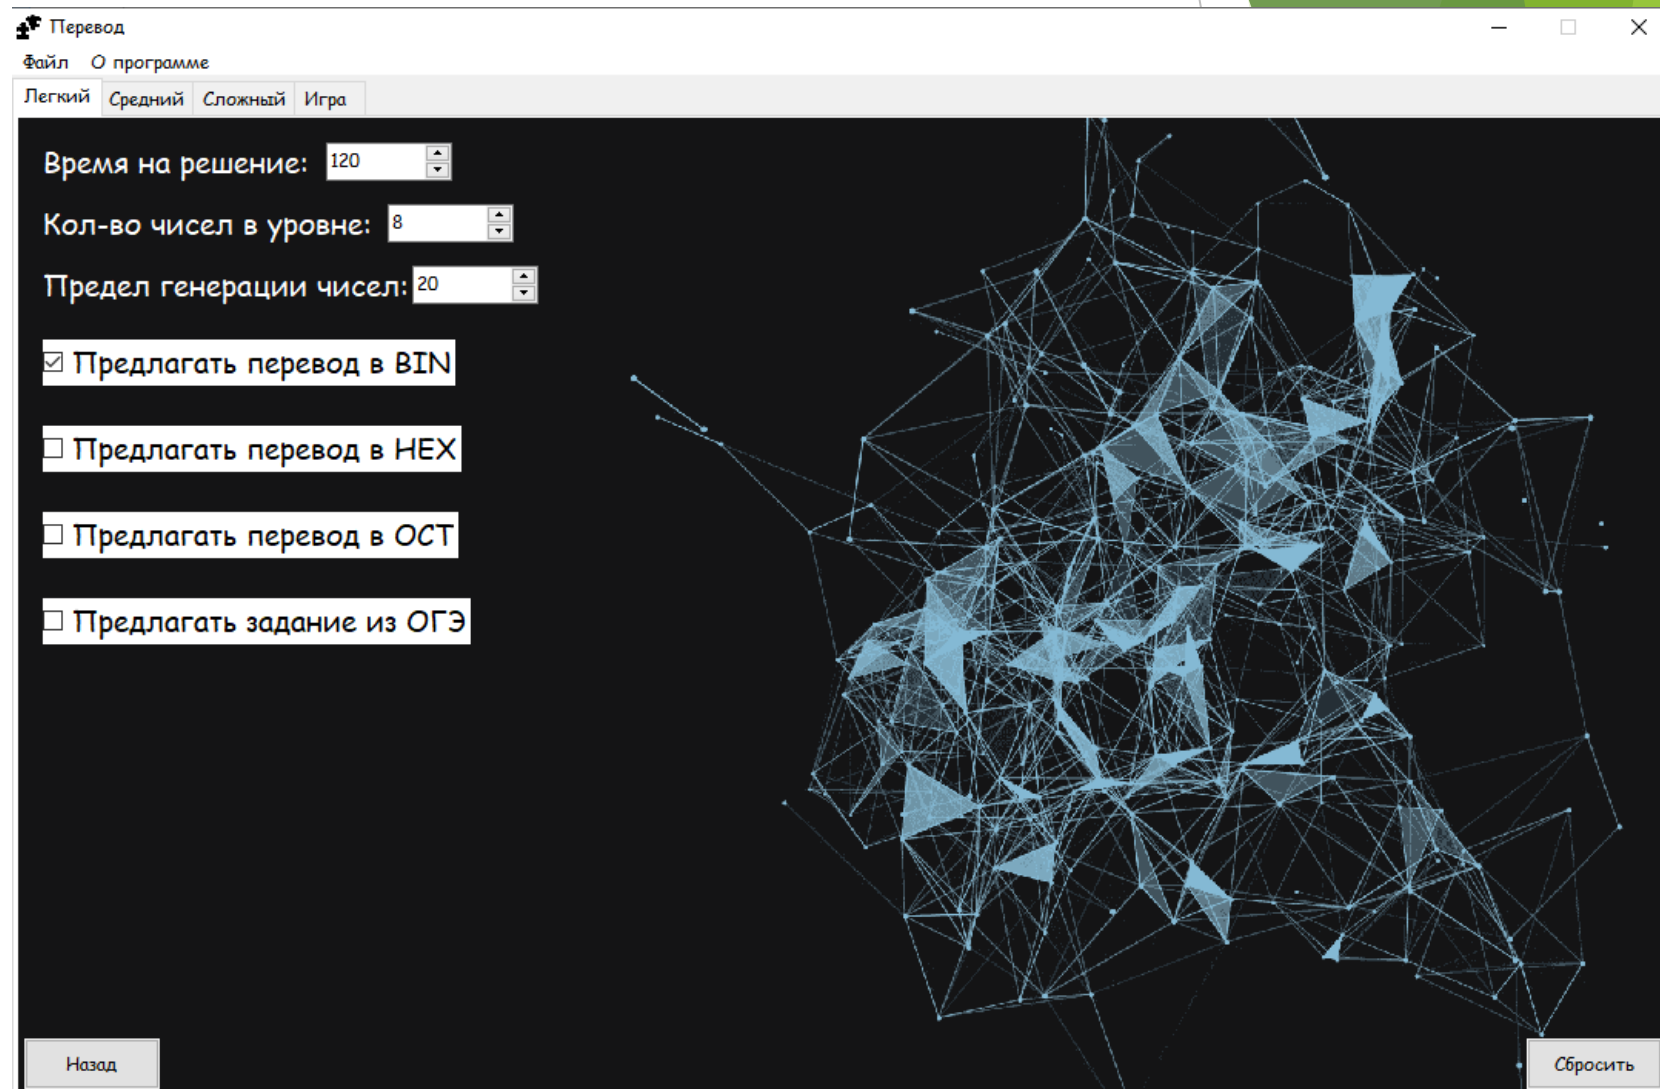 Перевод
Файл О программе
Легкий Средний Сложный Игра
Время на решение: 120
Кол-во чисел в уровне: 8
Предел генерации чисел: 20
Предлагать перевод в BIN
Предлагать перевод в HEX
Предлагать перевод в OCT
Предлагать задание из ОГЭ
Назад Сбросить